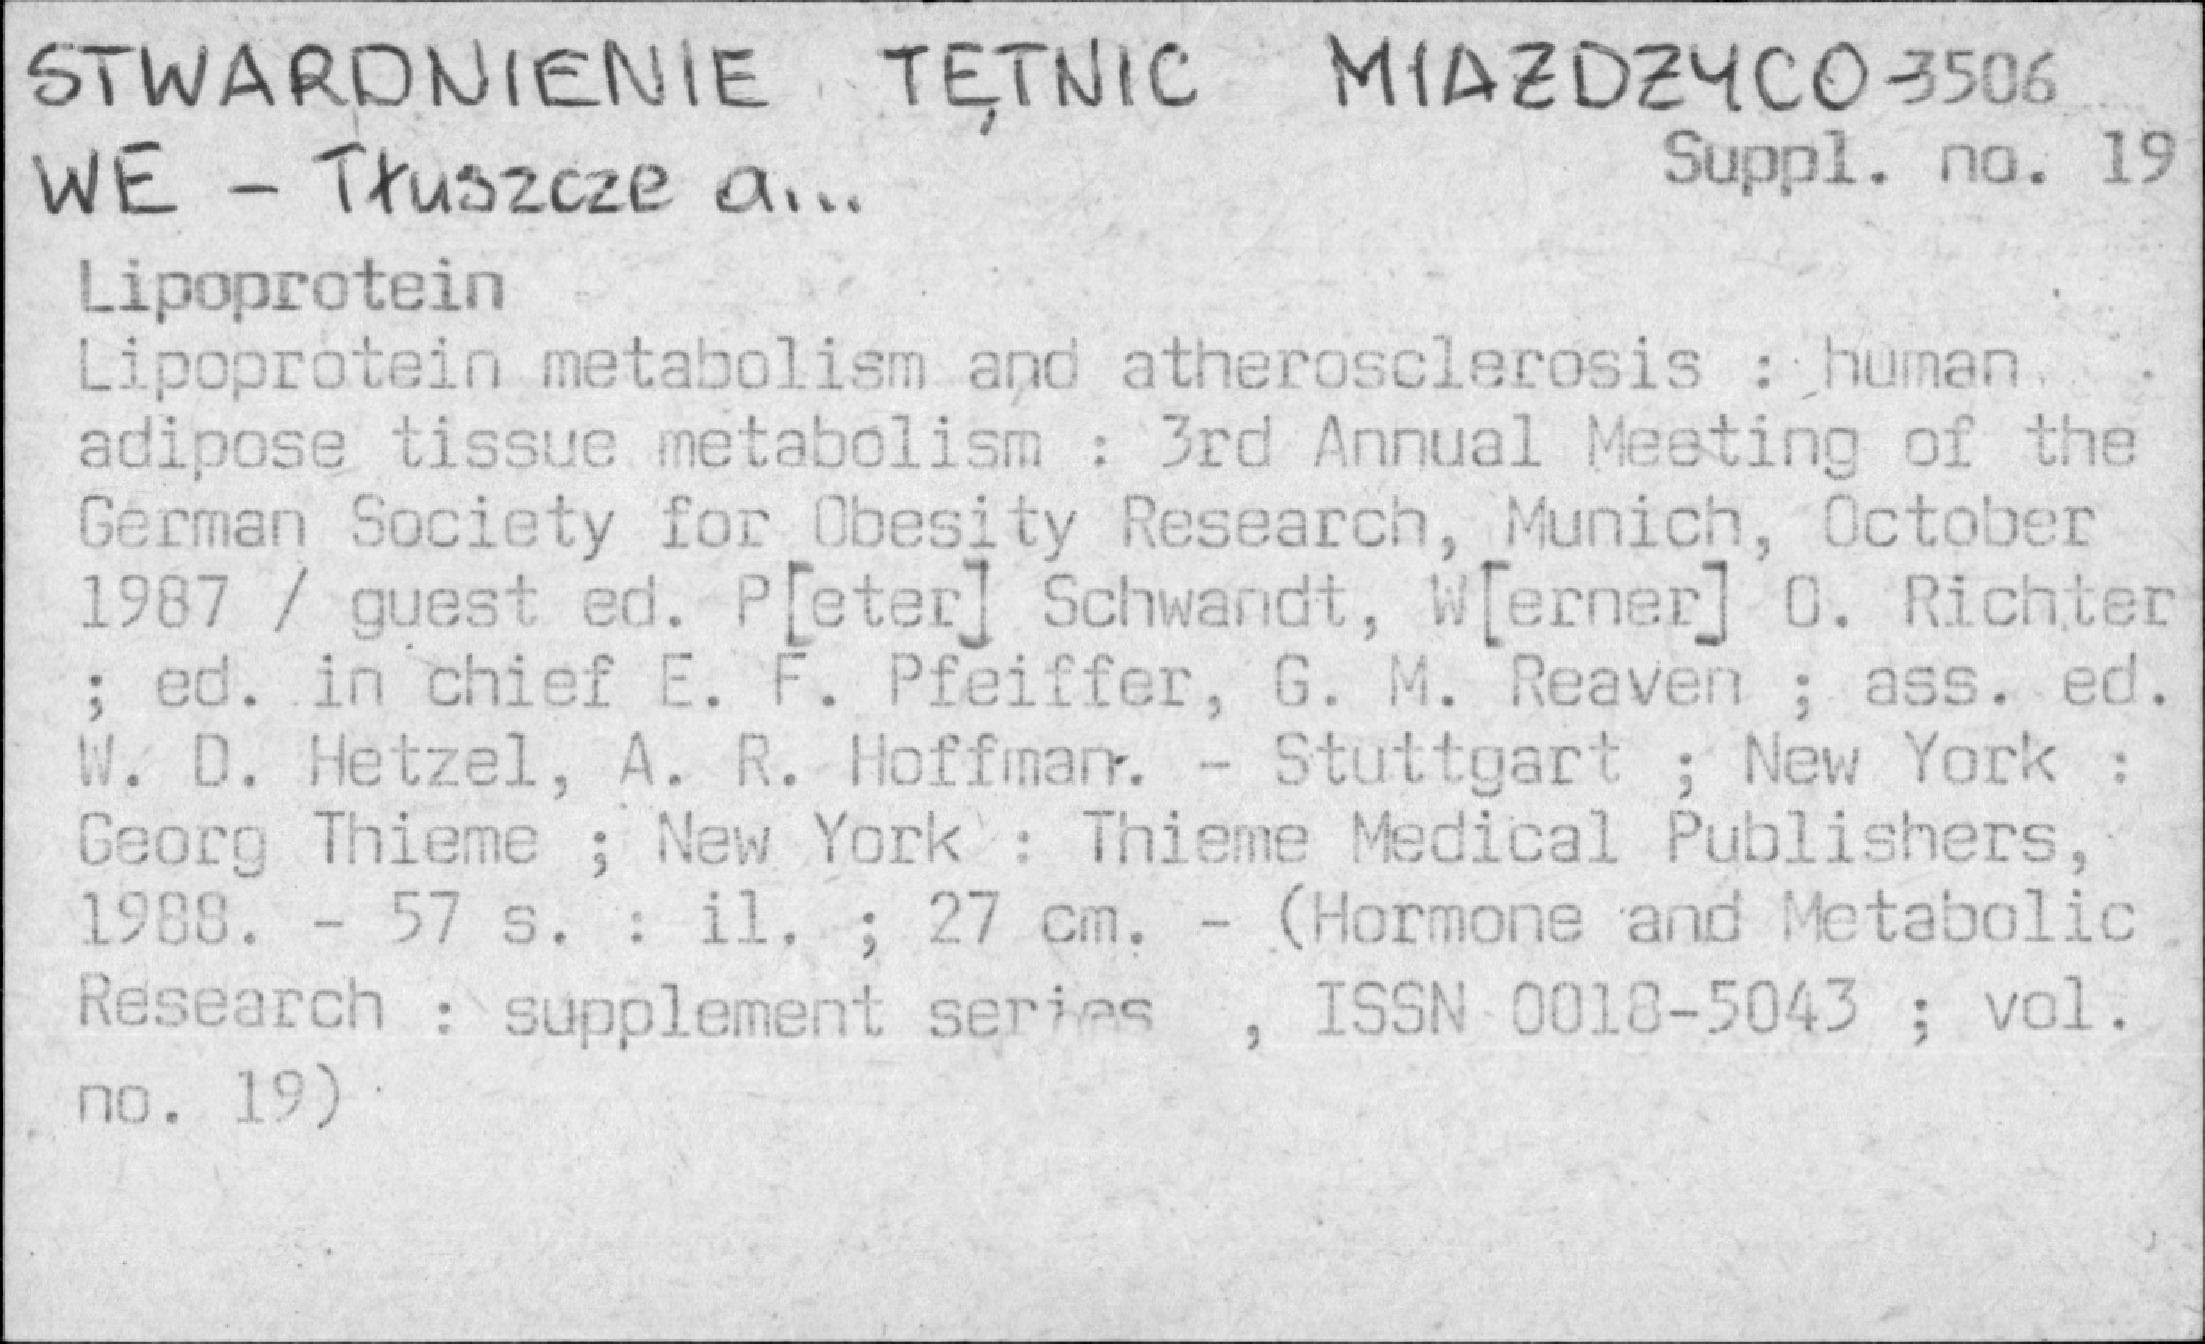 STWARDNIENIE TĘTNIC MIAŻDŻYCO-3506
WE - Tłuszcze a... Suppl. no. 19
Lipoprotein
Lipoprotein metabolism and atherosclerosis : human
adipose tissue metabolism : 3rd Annual Meeting of the
German Society for Obesity Research, Munich, October
1987 / guest ed. P[eter] Schwandt, W[erner] O. Richter
; ed. in chief E. F. Pfeiffer, G. M. Reaven ; ass. ed.
W. D. Hetzel, A. R. Hoffman. - Stuttgart ; New York :
Georg Thieme ; New York : Thieme Medical Publishers,
1988. - 57 s. : il. ; 27 cm. - (Hormone and Metabolic
Research : supplement series , ISSN 0018-5043 ; vol.
no. 19)